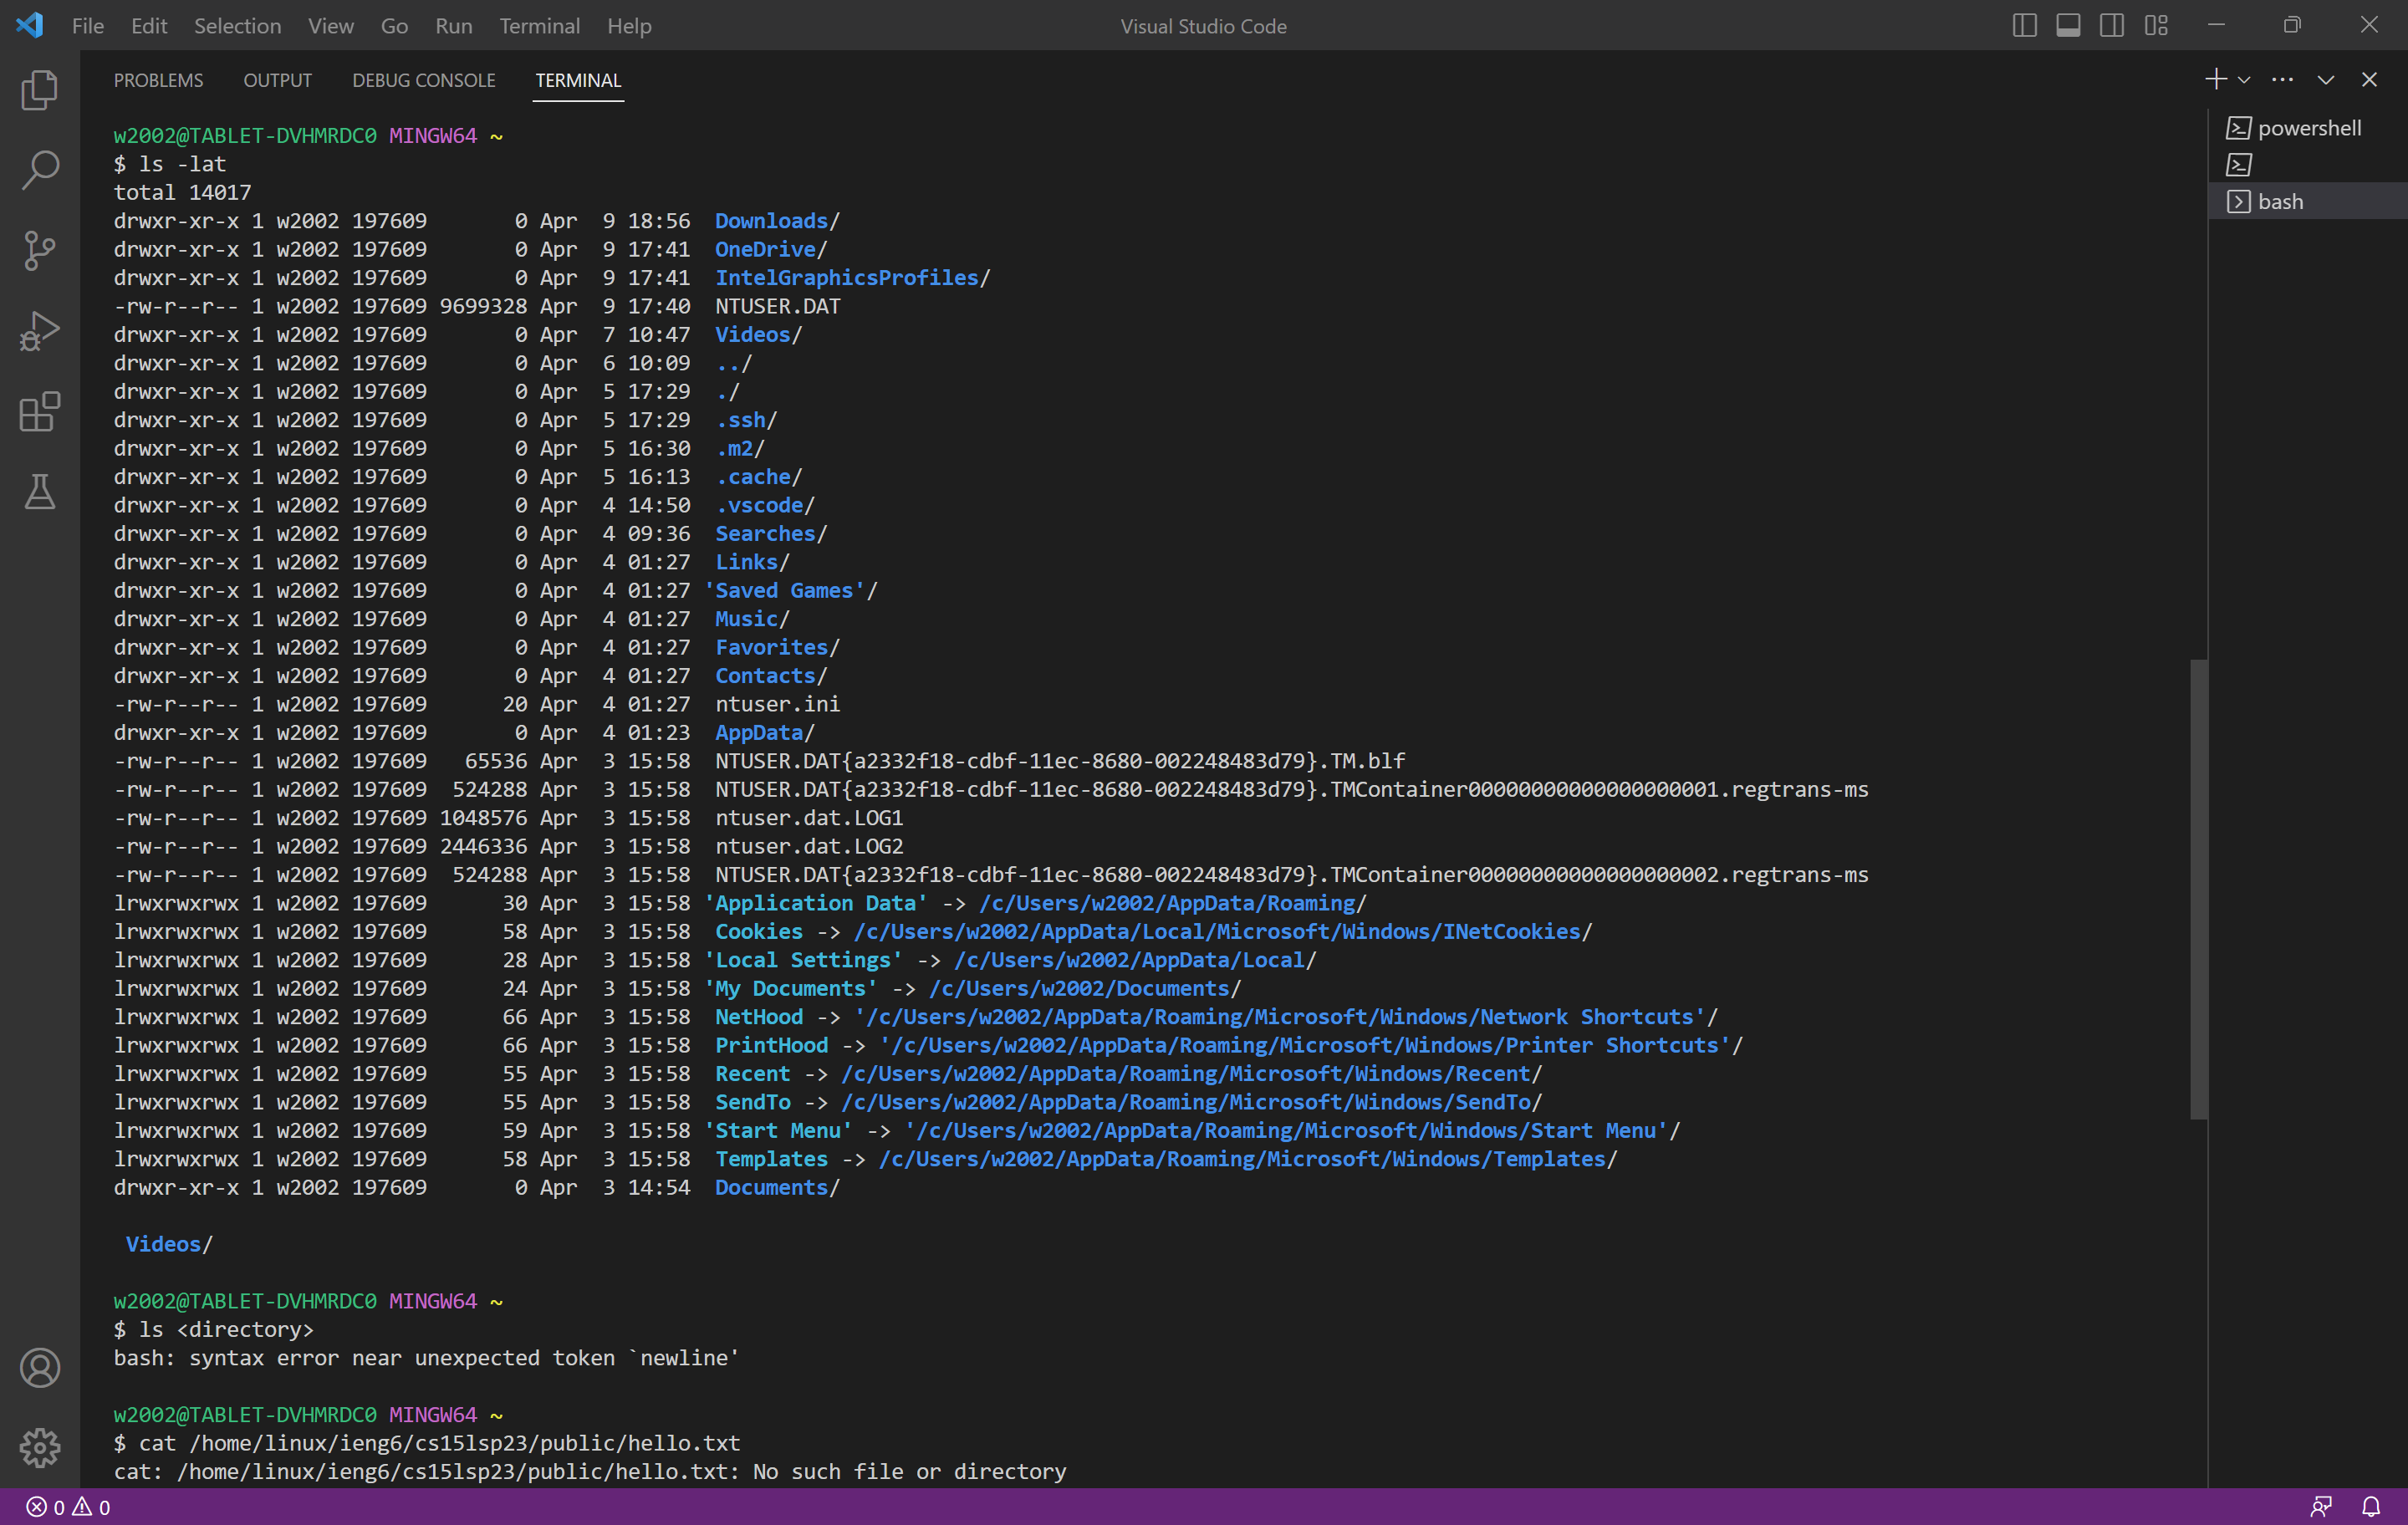 File Edit Selection View Go Run Terminal Help Visual Studio Code
PROBLEMS OUTPUT DEBUG CONSOLE TERMINAL
w2002@TABLET-DVHMRDC0 MINGW64 ~
$ ls -lat
total 14017
drwxr-xr-x 1 w2002 197609       0 Apr  9 18:56  Downloads/
drwxr-xr-x 1 w2002 197609       0 Apr  9 17:41  OneDrive/
drwxr-xr-x 1 w2002 197609       0 Apr  9 17:41  IntelGraphicsProfiles/
-rw-r--r-- 1 w2002 197609 9699328 Apr  9 17:40  NTUSER.DAT
drwxr-xr-x 1 w2002 197609       0 Apr  7 10:47  Videos/
drwxr-xr-x 1 w2002 197609       0 Apr  6 10:09  ../
drwxr-xr-x 1 w2002 197609       0 Apr  5 17:29  ./
drwxr-xr-x 1 w2002 197609       0 Apr  5 17:29  .ssh/
drwxr-xr-x 1 w2002 197609       0 Apr  5 16:30  .m2/
drwxr-xr-x 1 w2002 197609       0 Apr  5 16:13  .cache/
drwxr-xr-x 1 w2002 197609       0 Apr  4 14:50  .vscode/
drwxr-xr-x 1 w2002 197609       0 Apr  4 09:36  Searches/
drwxr-xr-x 1 w2002 197609       0 Apr  4 01:27  Links/
drwxr-xr-x 1 w2002 197609       0 Apr  4 01:27 'Saved Games'/
drwxr-xr-x 1 w2002 197609       0 Apr  4 01:27  Music/
drwxr-xr-x 1 w2002 197609       0 Apr  4 01:27  Favorites/
drwxr-xr-x 1 w2002 197609       0 Apr  4 01:27  Contacts/
-rw-r--r-- 1 w2002 197609      20 Apr  4 01:27  ntuser.ini
drwxr-xr-x 1 w2002 197609       0 Apr  4 01:23  AppData/
-rw-r--r-- 1 w2002 197609   65536 Apr  3 15:58  NTUSER.DAT{a2332f18-cdbf-11ec-8680-002248483d79}.TM.blf
-rw-r--r-- 1 w2002 197609  524288 Apr  3 15:58  NTUSER.DAT{a2332f18-cdbf-11ec-8680-002248483d79}.TMContainer00000000000000000001.regtrans-ms
-rw-r--r-- 1 w2002 197609 1048576 Apr  3 15:58  ntuser.dat.LOG1
-rw-r--r-- 1 w2002 197609 2446336 Apr  3 15:58  ntuser.dat.LOG2
-rw-r--r-- 1 w2002 197609  524288 Apr  3 15:58  NTUSER.DAT{a2332f18-cdbf-11ec-8680-002248483d79}.TMContainer00000000000000000002.regtrans-ms
lrwxrwxrwx 1 w2002 197609      30 Apr  3 15:58 'Application Data' -> /c/Users/w2002/AppData/Roaming/
lrwxrwxrwx 1 w2002 197609      58 Apr  3 15:58  Cookies -> /c/Users/w2002/AppData/Local/Microsoft/Windows/INetCookies/
lrwxrwxrwx 1 w2002 197609      28 Apr  3 15:58 'Local Settings' -> /c/Users/w2002/AppData/Local/
lrwxrwxrwx 1 w2002 197609      24 Apr  3 15:58 'My Documents' -> /c/Users/w2002/Documents/
lrwxrwxrwx 1 w2002 197609      66 Apr  3 15:58  NetHood -> '/c/Users/w2002/AppData/Roaming/Microsoft/Windows/Network Shortcuts'/
lrwxrwxrwx 1 w2002 197609      66 Apr  3 15:58  PrintHood -> '/c/Users/w2002/AppData/Roaming/Microsoft/Windows/Printer Shortcuts'/
lrwxrwxrwx 1 w2002 197609      55 Apr  3 15:58  Recent -> /c/Users/w2002/AppData/Roaming/Microsoft/Windows/Recent/
lrwxrwxrwx 1 w2002 197609      55 Apr  3 15:58  SendTo -> /c/Users/w2002/AppData/Roaming/Microsoft/Windows/SendTo/
lrwxrwxrwx 1 w2002 197609      59 Apr  3 15:58 'Start Menu' -> '/c/Users/w2002/AppData/Roaming/Microsoft/Windows/Start Menu'/
lrwxrwxrwx 1 w2002 197609      58 Apr  3 15:58  Templates -> /c/Users/w2002/AppData/Roaming/Microsoft/Windows/Templates/
drwxr-xr-x 1 w2002 197609       0 Apr  3 14:54  Documents/
Videos/
w2002@TABLET-DVHMRDC0 MINGW64 ~
$ ls <directory>
bash: syntax error near unexpected token `newline'
w2002@TABLET-DVHMRDC0 MINGW64 ~
$ cat /home/linux/ieng6/cs15lsp23/public/hello.txt
cat: /home/linux/ieng6/cs15lsp23/public/hello.txt: No such file or directory
powershell
bash
0 0